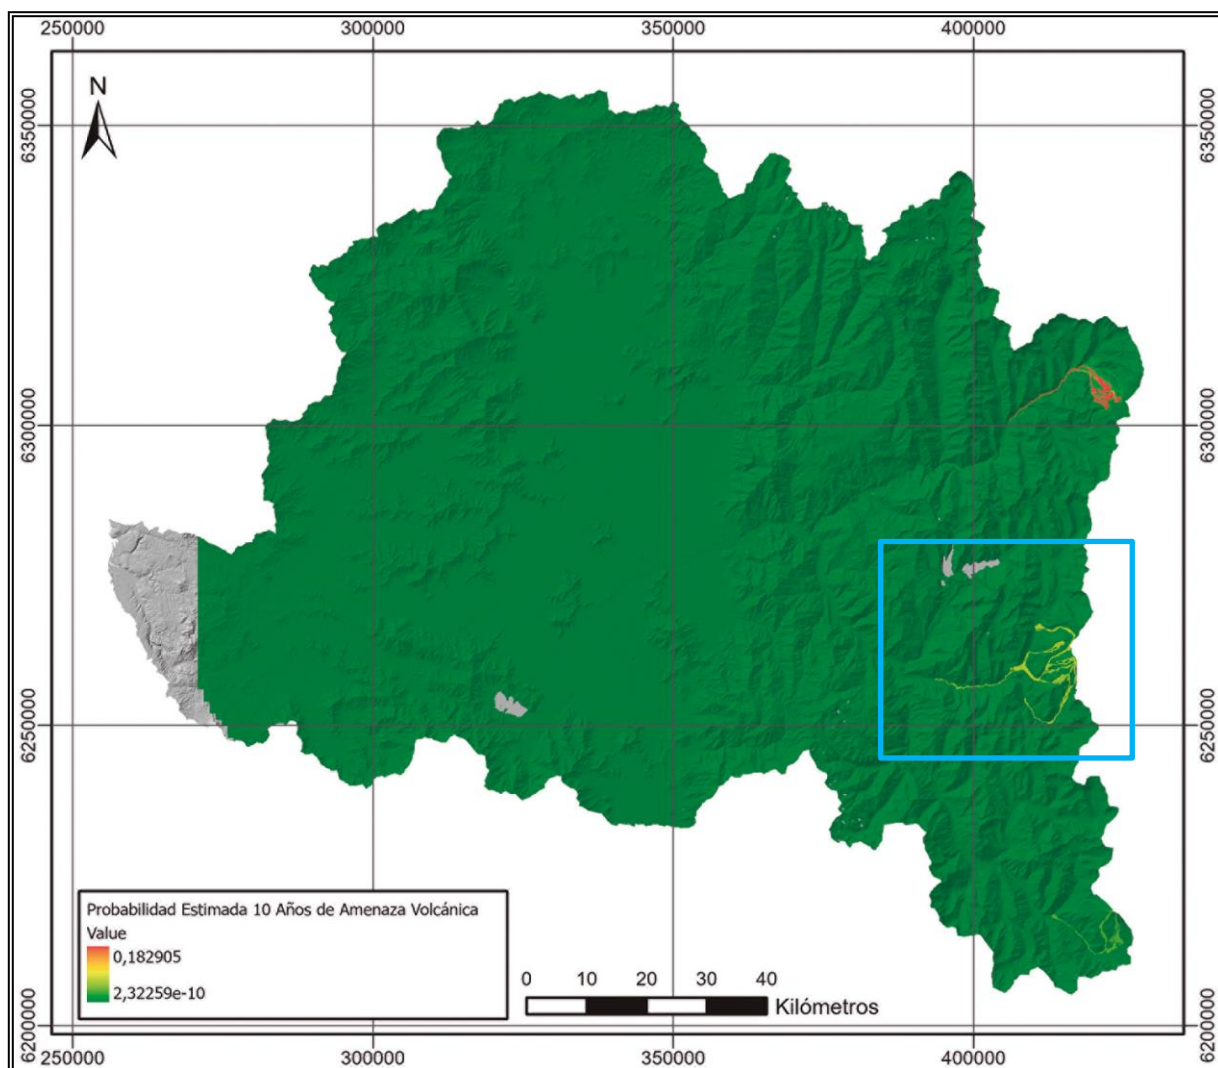 250000 300000 350000 400000
N
6350000 6350000
6300000 6300000
6250000 6250000
6200000 6200000
Probabilidad Estimada 10 Años de Amenaza Volcánica
Value
0,182905
2,32259e-10
0 10 20 30 40
Kilómetros
250000 300000 350000 400000